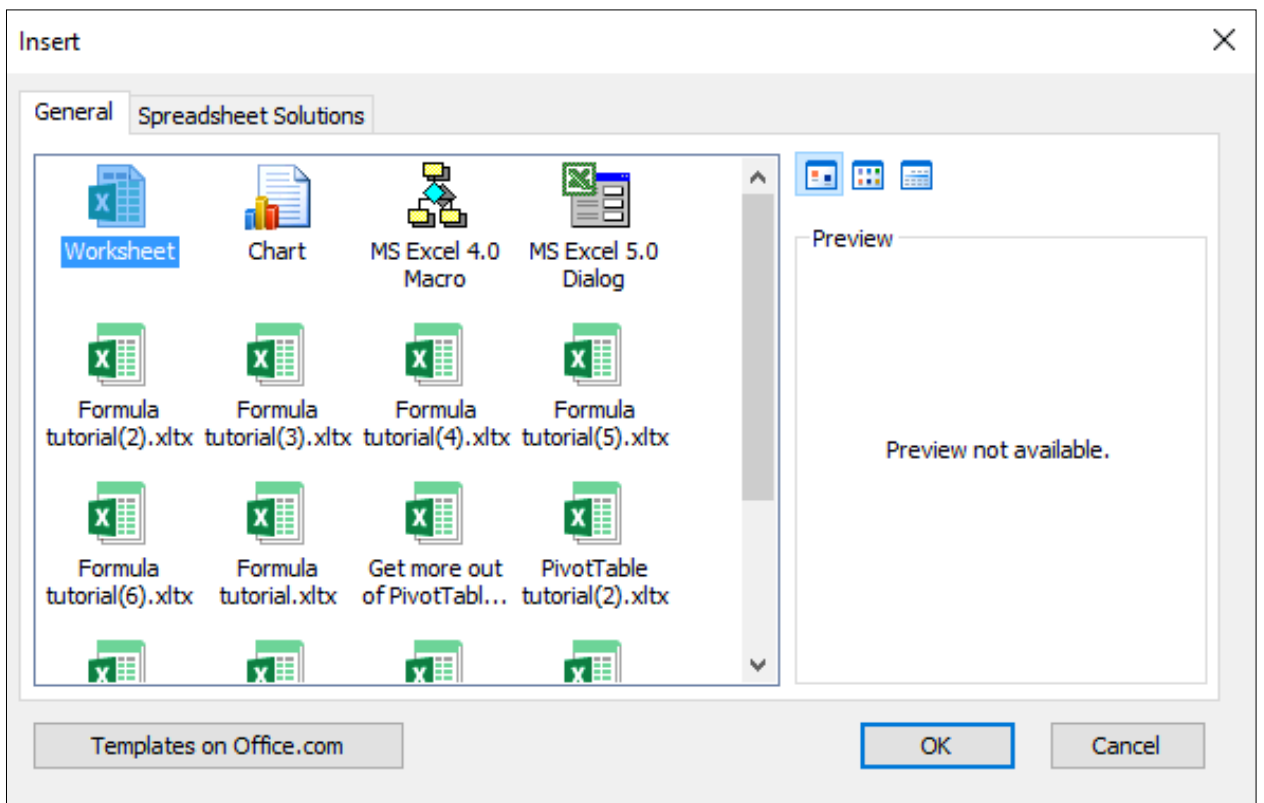 Insert
General
Spreadsheet Solutions
Worksheet
Chart
MS Excel 4.0
Macro
MS Excel 5.0
Dialog
Formula
tutorial(2).xltx
Formula
tutorial(3).xltx
Formula
tutorial(4).xltx
Formula
tutorial(5).xltx
Formula
tutorial(6).xltx
Formula
tutorial.xltx
Get more out
of PivotTabl...
PivotTable
tutorial(2).xltx
Preview
Preview not available.
Templates on Office.com
OK
Cancel